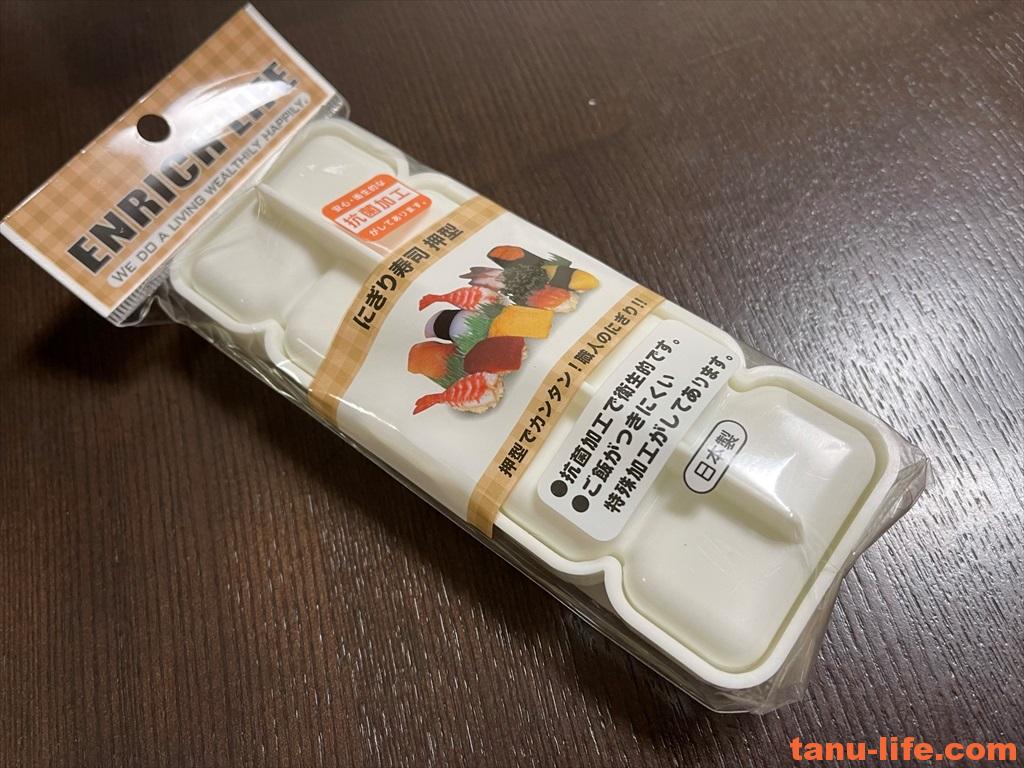 ENRICH LIFE
WE DO A LIVING WEALTHILY HAPPILY.
安心・衛生的な
抗菌加工
がしてあります。
にぎり寿司 押型
押型でカンタン!職人のにぎり!!
●抗菌加工で衛生的です。
●ご飯がつきにくい
特殊加工がしてあります。
日本製
tanu-life.com